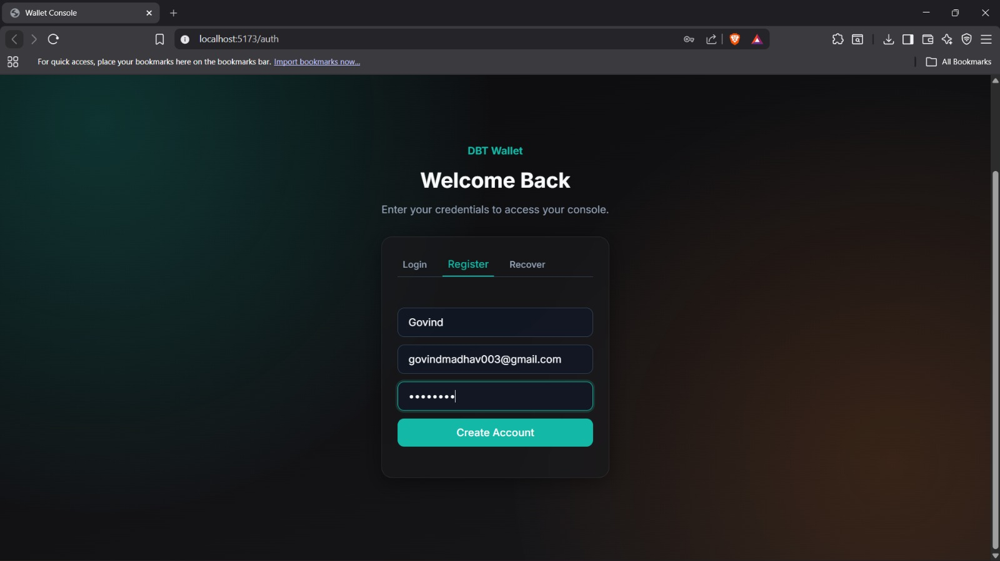 Wallet Console
localhost:5173/auth
For quick access, place your bookmarks here on the bookmarks bar. Import bookmarks now...
All Bookmarks
DBT Wallet
Welcome Back
Enter your credentials to access your console.
Login Register Recover
Govind
govindmadhav003@gmail.com
••••••••
Create Account